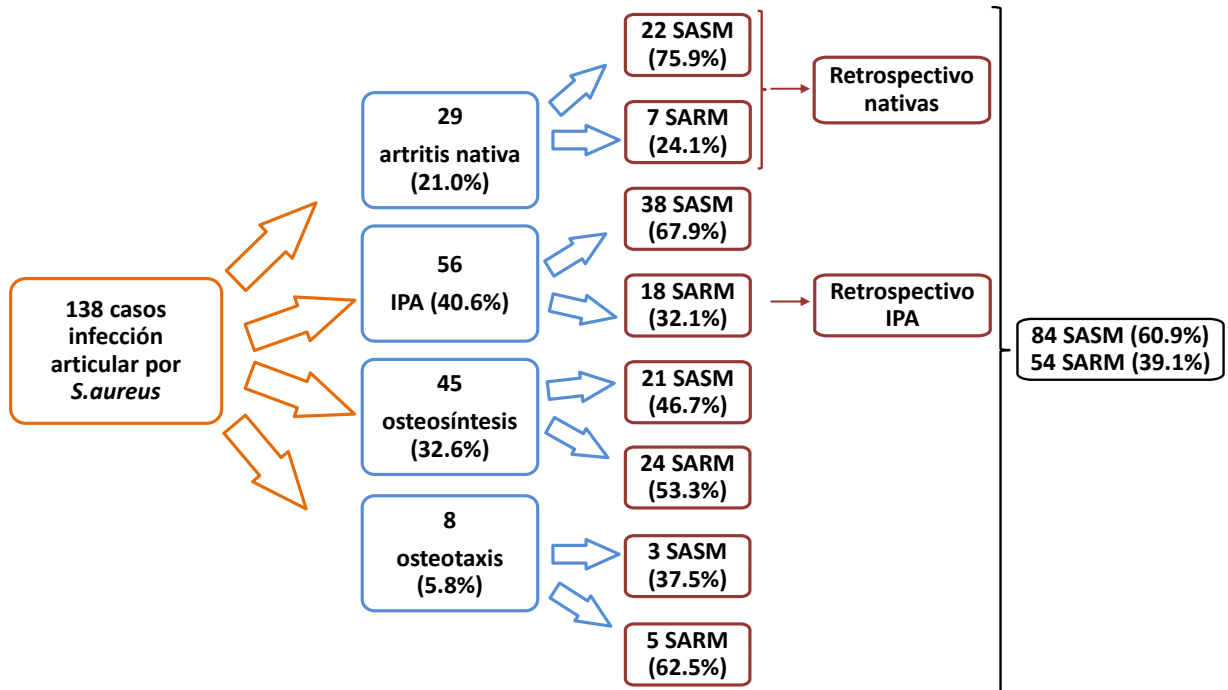 138 casos
infección
articular por
S.aureus
29
artritis nativa
(21.0%)
56
IPA (40.6%)
45
osteosíntesis
(32.6%)
8
osteotaxis
(5.8%)
22 SASM
(75.9%)
7 SARM
(24.1%)
38 SASM
(67.9%)
18 SARM
(32.1%)
21 SASM
(46.7%)
24 SARM
(53.3%)
3 SASM
(37.5%)
5 SARM
(62.5%)
Retrospectivo
nativas
Retrospectivo
IPA
84 SASM (60.9%)
54 SARM (39.1%)